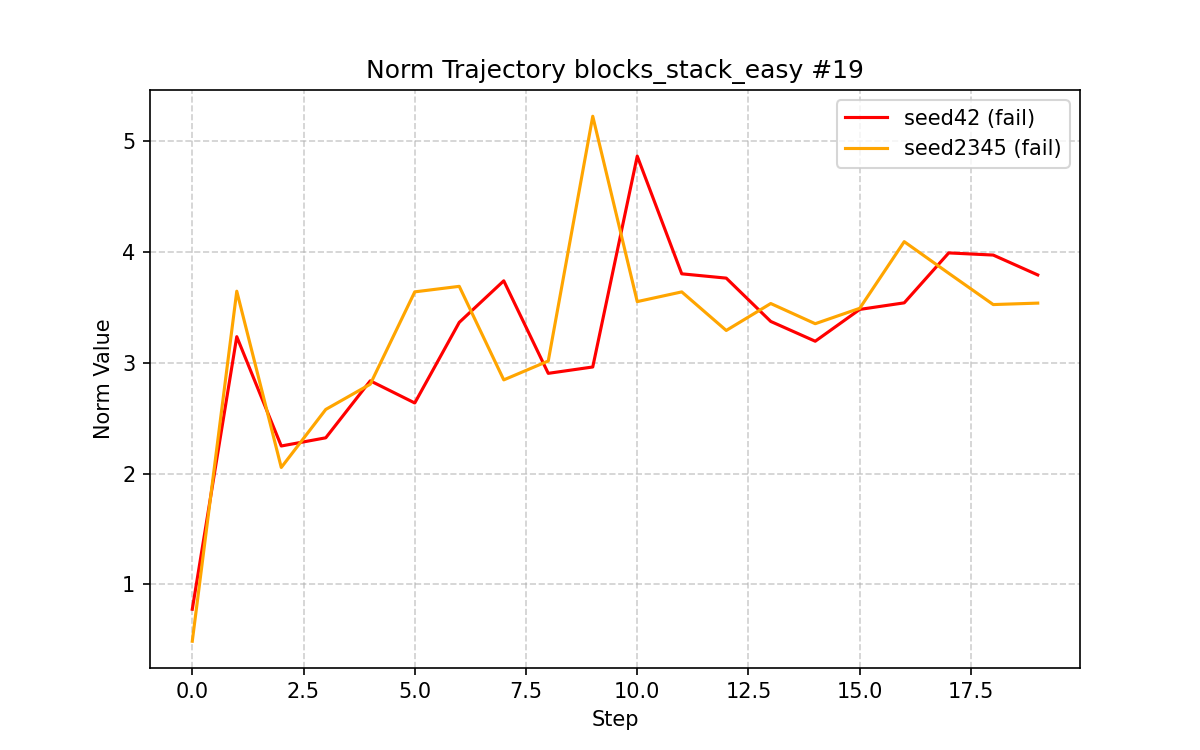 Norm Trajectory blocks_stack_easy #19
seed42 (fail)
seed2345 (fail)
Norm Value
5
4
3
2
1
0.0 2.5 5.0 7.5 10.0 12.5 15.0 17.5
Step